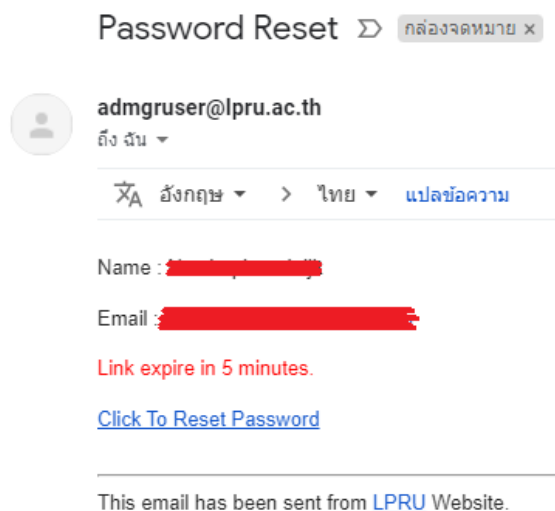 Password Reset กล่องจดหมาย x
admgruser@lpru.ac.th
ถึง ฉัน
อังกฤษ > ไทย แปลข้อความ
Name :
Email :
Link expire in 5 minutes.
Click To Reset Password
This email has been sent from LPRU Website.